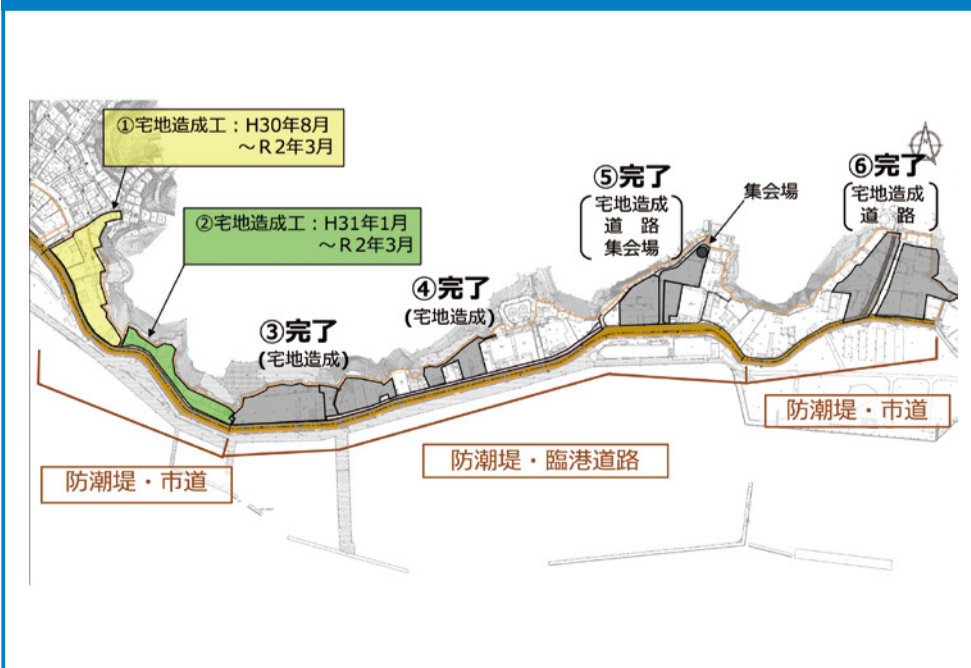 ①宅地造成工：H30年8月
～R2年3月
②宅地造成工：H31年1月
～R2年3月
③完了
(宅地造成)
④完了
(宅地造成)
⑤完了
宅地造成
道　路
集会場
集会場
⑥完了
宅地造成
道　路
N
防潮堤・市道
防潮堤・臨港道路
防潮堤・市道